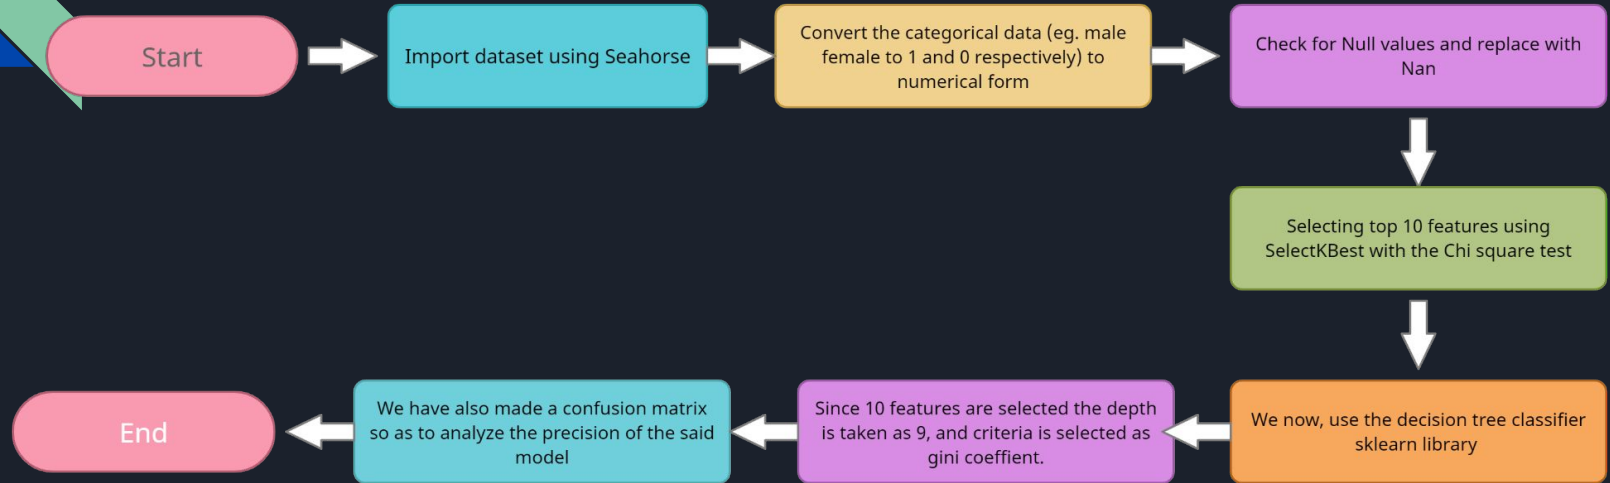 Start
Import dataset using Seahorse
Convert the categorical data (eg. male
female to 1 and 0 respectively) to
numerical form
Check for Null values and replace with
Nan
Selecting top 10 features using
SelectKBest with the Chi square test
We now, use the decision tree classifier
sklearn library
Since 10 features are selected the depth
is taken as 9, and criteria is selected as
gini coeffient.
We have also made a confusion matrix
so as to analyze the precision of the said
model
End